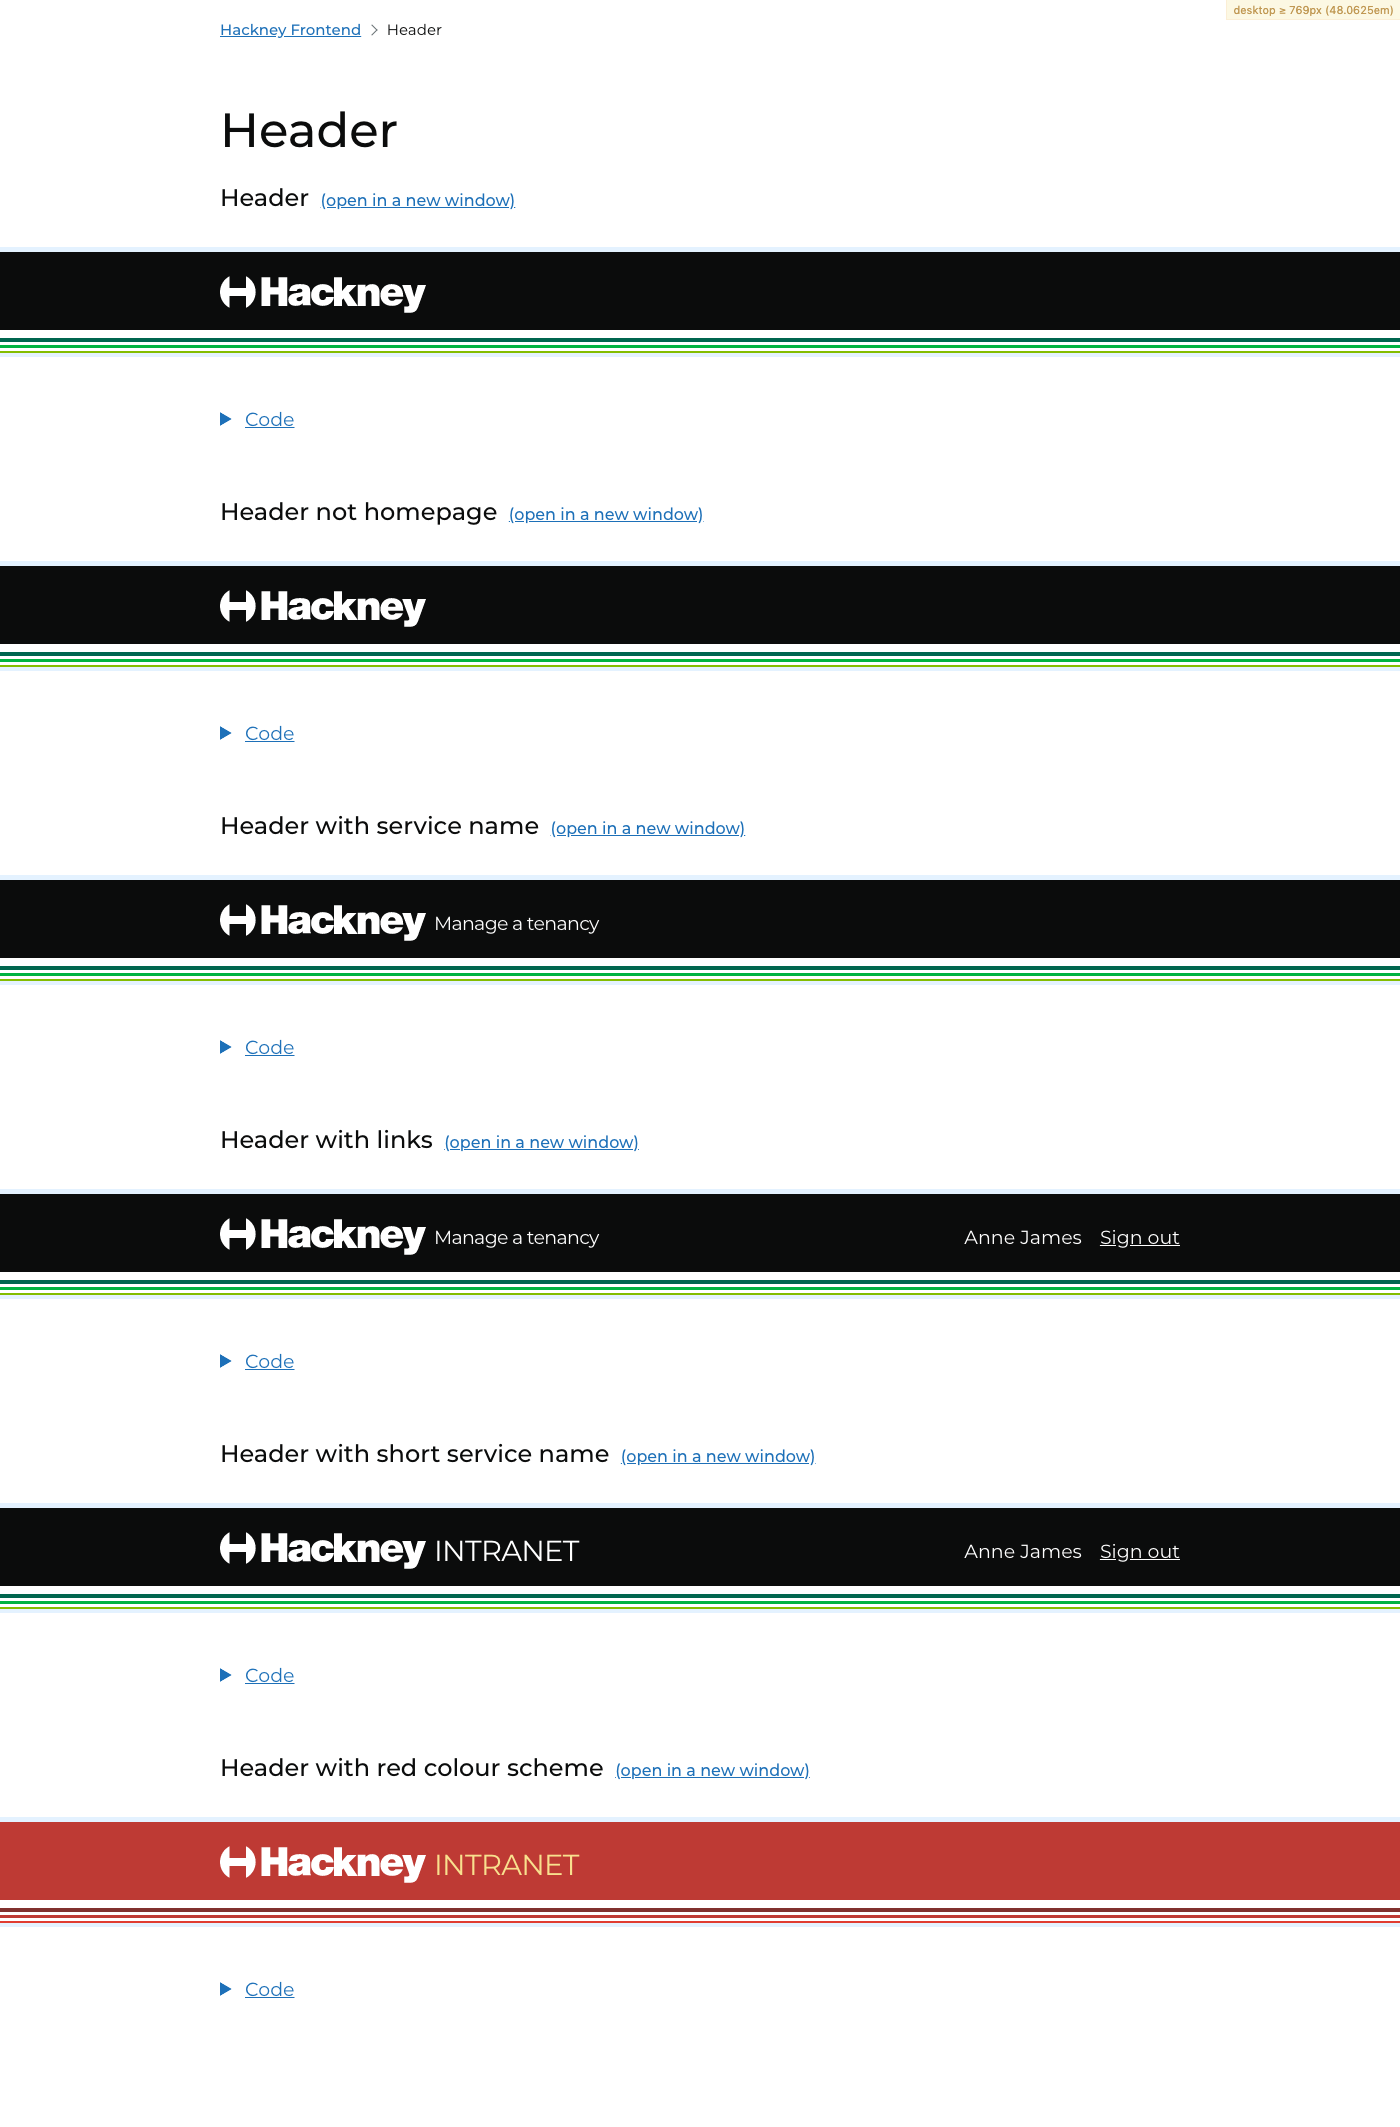 desktop ≥ 769px (48.0625em)
Hackney Frontend > Header
Header
Header (open in a new window)
Hackney
Code
Header not homepage (open in a new window)
Hackney
Code
Header with service name (open in a new window)
Hackney Manage a tenancy
Code
Header with links (open in a new window)
Hackney Manage a tenancy Anne James Sign out
Code
Header with short service name (open in a new window)
Hackney INTRANET Anne James Sign out
Code
Header with red colour scheme (open in a new window)
Hackney INTRANET
Code